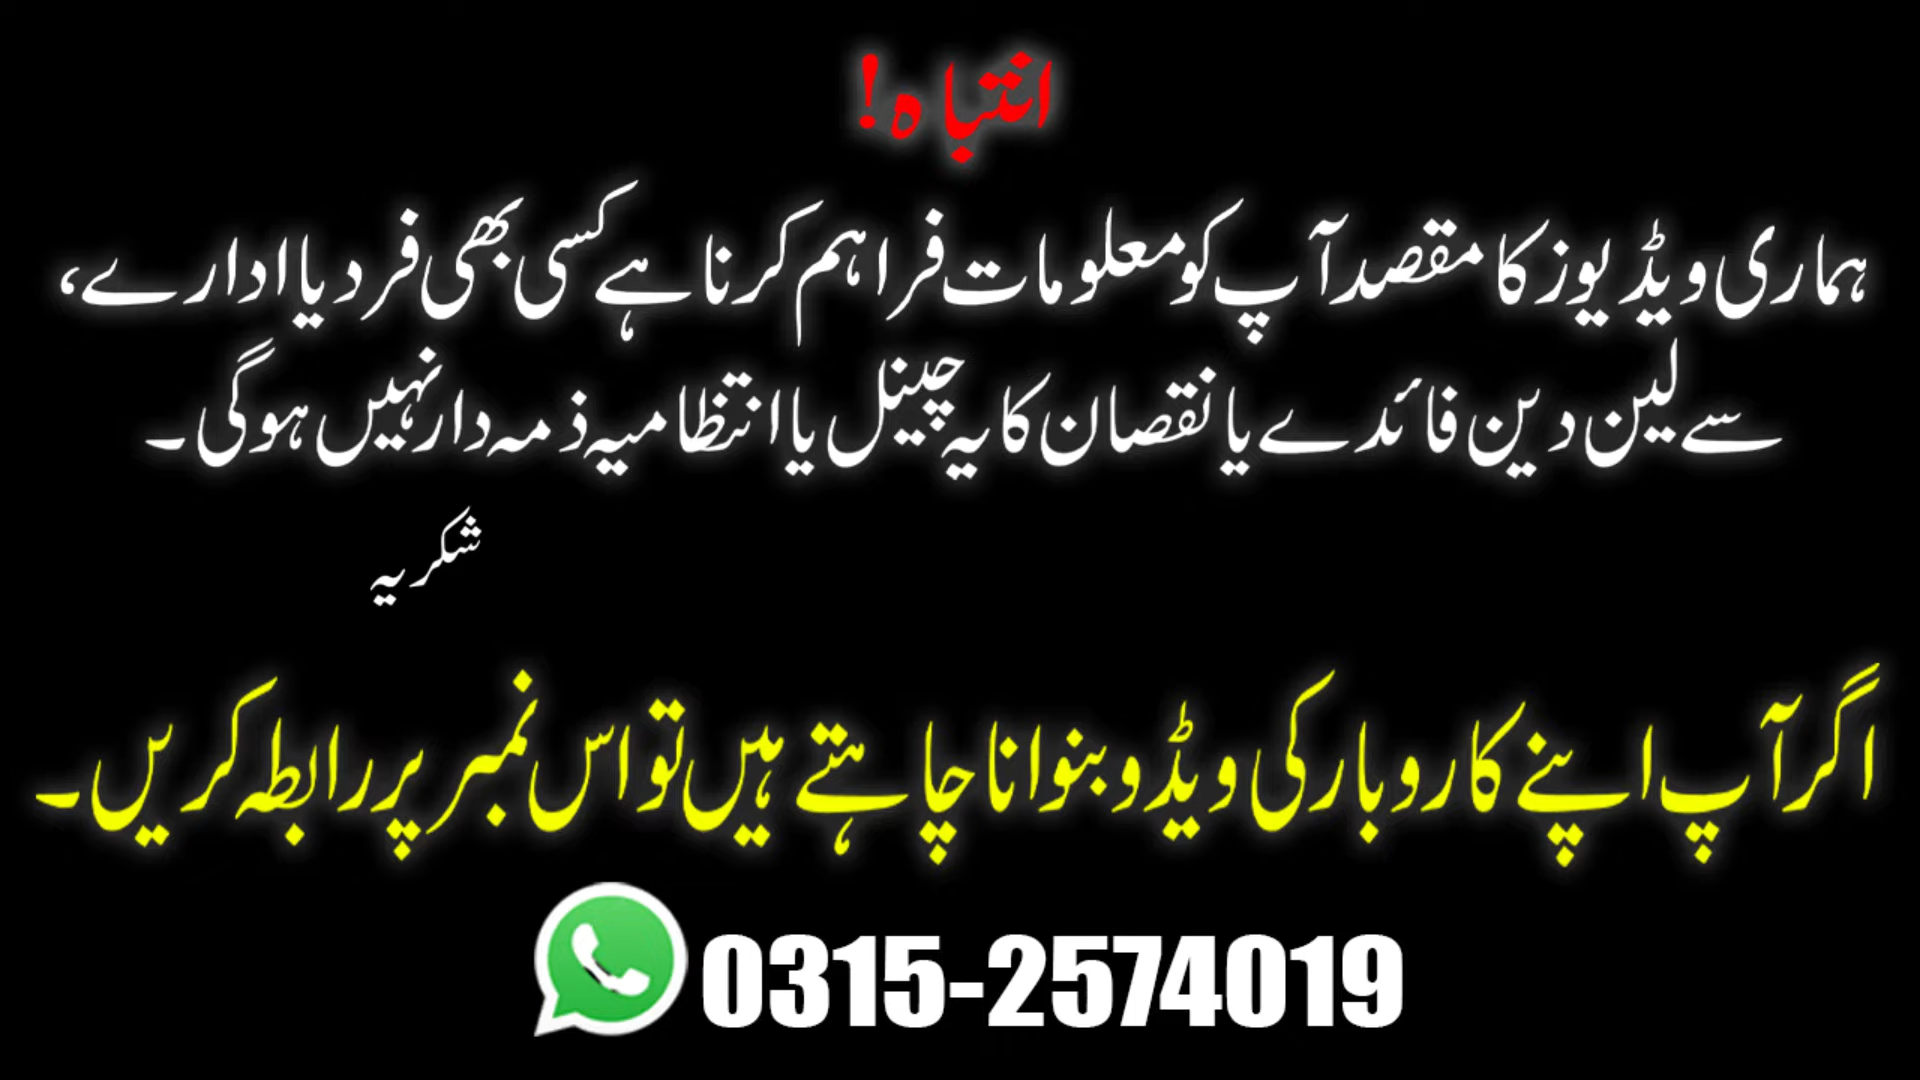 انتباہ!
ہماری ویڈیوز کا مقصد آپ کو معلومات فراہم کرنا ہے کسی بھی فرد یا ادارے،
سے لین دین فائدے یا نقصان کا یہ چینل یا انتظامیہ ذمہ دار نہیں ہوگی۔
شکریہ
اگر آپ اپنے کاروبار کی ویڈو بنوانا چاہتے ہیں تو اس نمبر پر رابطہ کریں۔
0315-2574019